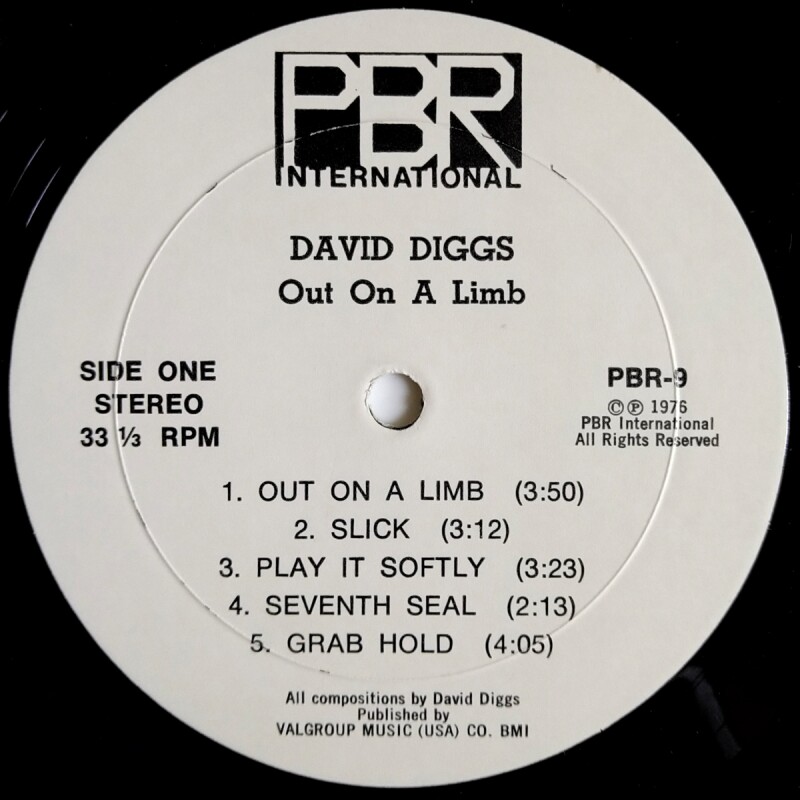 PBR
INTERNATIONAL
DAVID DIGGS
Out On A Limb
SIDE ONE
STEREO
33 ⅓ RPM
PBR-9
©℗ 1976
PBR International
All Rights Reserved
1. OUT ON A LIMB (3:50)
2. SLICK (3:12)
3. PLAY IT SOFTLY (3:23)
4. SEVENTH SEAL (2:13)
5. GRAB HOLD (4:05)
All compositions by David Diggs
Published by
VALGROUP MUSIC (USA) CO. BMI